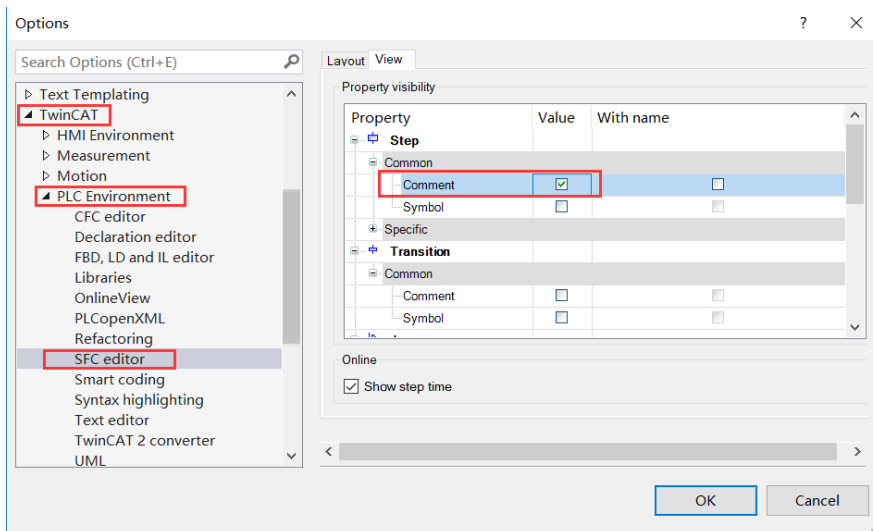 Options
?
Search Options (Ctrl+E)
Text Templating
TwinCAT
HMI Environment
Measurement
Motion
PLC Environment
CFC editor
Declaration editor
FBD, LD and IL editor
Libraries
OnlineView
PLCopenXML
Refactoring
SFC editor
Smart coding
Syntax highlighting
Text editor
TwinCAT 2 converter
UML
Layout View
Property visibility
Property Value With name
Step
Common
Comment
Symbol
Specific
Transition
Common
Comment
Symbol
Online
Show step time
OK Cancel